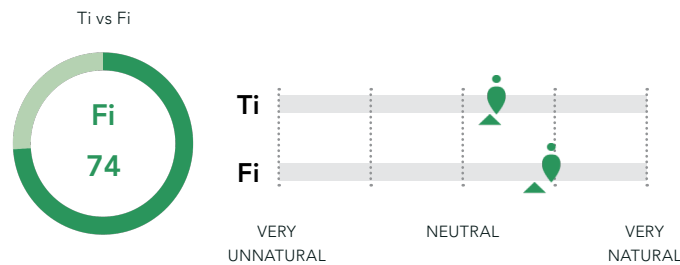 Ti vs Fi
Fi
74
Ti
Fi
VERY
UNNATURAL
NEUTRAL
VERY
NATURAL